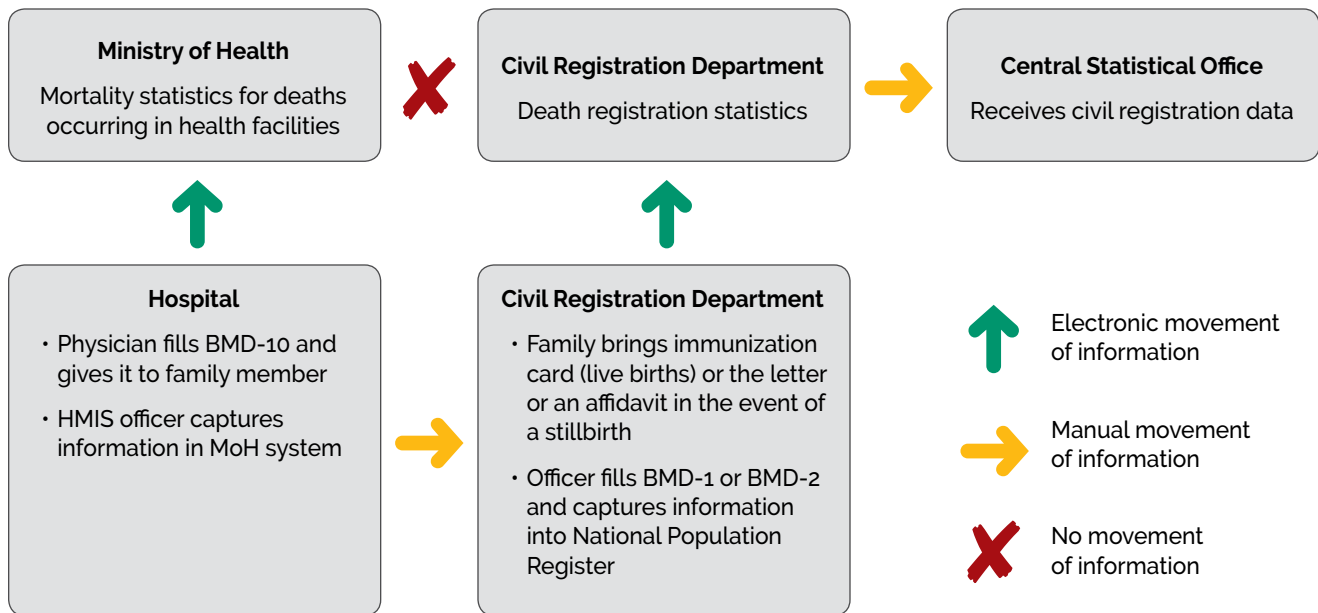 Ministry of Health
Mortality statistics for deaths
occurring in health facilities
Civil Registration Department
Death registration statistics
Central Statistical Office
Receives civil registration data
Hospital
• Physician fills BMD-10 and
gives it to family member
• HMIS officer captures
information in MoH system
Civil Registration Department
• Family brings immunization
card (live births) or the letter
or an affidavit in the event of
a stillbirth
• Officer fills BMD-1 or BMD-2
and captures information
into National Population
Register
Electronic movement
of information
Manual movement
of information
No movement
of information